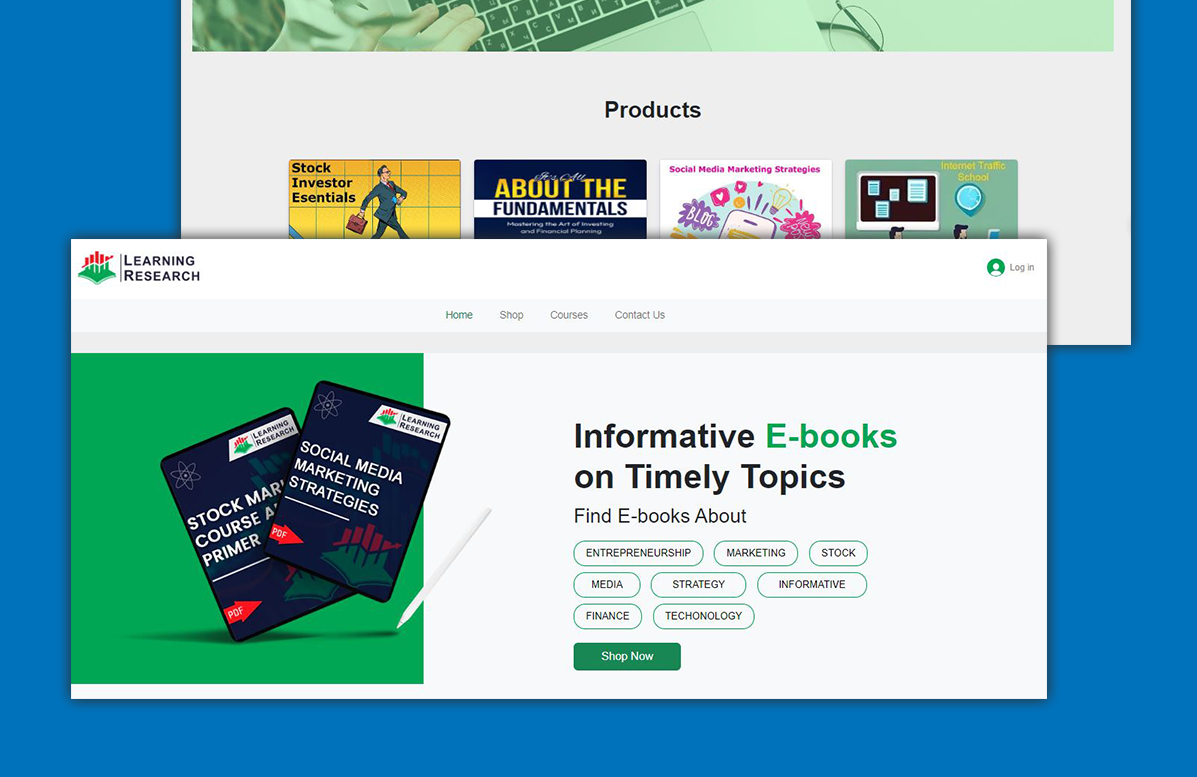 Products
Stock
Investor
Esentials
It's All
ABOUT THE
FUNDAMENTALS
Mastering the Art of Investing
and Financial Planning
Social Media Marketing Strategies
BLOG
Internet Traffic
School
LEARNING
RESEARCH
Log in
Home Shop Courses Contact Us
LEARNING
RESEARCH
STOCK MAR
COURSE A
PRIMER
PDF
LEARNING
RESEARCH
SOCIAL MEDIA
MARKETING
STRATEGIES
PDF
Informative E-books
on Timely Topics
Find E-books About
ENTREPRENEURSHIP MARKETING STOCK
MEDIA STRATEGY INFORMATIVE
FINANCE TECHONOLOGY
Shop Now